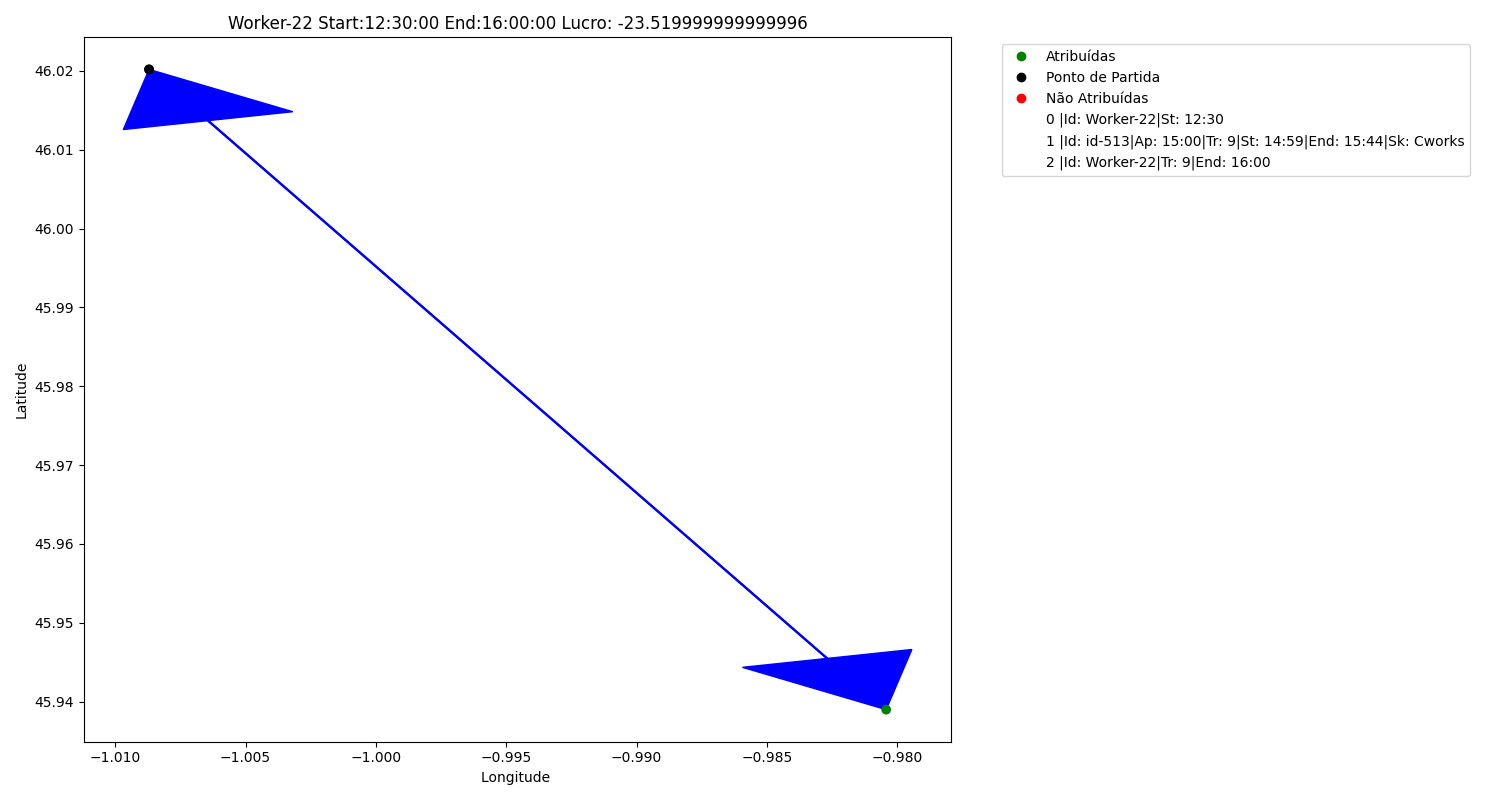 Worker-22 Start:12:30:00 End:16:00:00 Lucro: -23.519999999999996
Atribuídas
Ponto de Partida
Não Atribuídas
0 |Id: Worker-22|St: 12:30
1 |Id: id-513|Ap: 15:00|Tr: 9|St: 14:59|End: 15:44|Sk: Cworks
2 |Id: Worker-22|Tr: 9|End: 16:00
46.02
46.01
46.00
45.99
45.98
45.97
45.96
45.95
45.94
Latitude
−1.010
−1.005
−1.000
−0.995
−0.990
−0.985
−0.980
Longitude